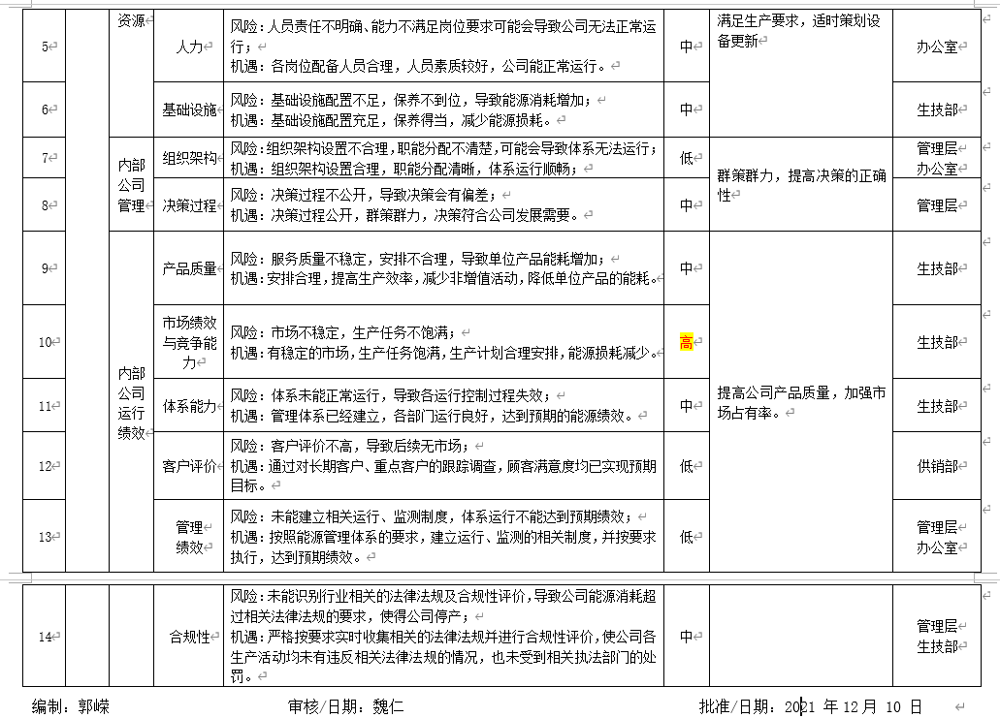 资源
满足生产要求，适时策划设
备更新
5
人力
风险：人员责任不明确、能力不满足岗位要求可能会导致公司无法正常运
行；
机遇：各岗位配备人员合理，人员素质较好，公司能正常运行。
中
办公室
6
基础设施
风险：基础设施配置不足，保养不到位，导致能源消耗增加；
机遇：基础设施配置充足，保养得当，减少能源损耗。
中
生技部
内部
公司
管理
7
组织架构
风险：组织架构设置不合理，职能分配不清楚，可能会导致体系无法运行；
机遇：组织架构设置合理，职能分配清晰，体系运行顺畅；
低
群策群力，提高决策的正确
性
管理层
办公室
8
决策过程
风险：决策过程不公开，导致决策会有偏差；
机遇：决策过程公开，群策群力，决策符合公司发展需要。
中
管理层
内部
公司
运行
绩效
9
产品质量
风险：服务质量不稳定，安排不合理，导致单位产品能耗增加；
机遇：安排合理，提高生产效率，减少非增值活动，降低单位产品的能耗。
中
提高公司产品质量，加强市
场占有率。
生技部
10
市场绩效
与竞争能
力
风险：市场不稳定，生产任务不饱满；
机遇：有稳定的市场，生产任务饱满，生产计划合理安排，能源损耗减少。
高
生技部
11
体系能力
风险：体系未能正常运行，导致各运行控制过程失效；
机遇：管理体系已经建立，各部门运行良好，达到预期的能源绩效。
中
生技部
12
客户评价
风险：客户评价不高，导致后续无市场；
机遇：通过对长期客户、重点客户的跟踪调查，顾客满意度均已实现预期
目标。
低
供销部
13
管理
绩效
风险：未能建立相关运行、监测制度，体系运行不能达到预期绩效；
机遇：按照能源管理体系的要求，建立运行、监测的相关制度，并按要求
执行，达到预期绩效。
低
管理层
办公室
14
合规性
风险：未能识别行业相关的法律法规及合规性评价，导致公司能源消耗超
过相关法律法规的要求，使得公司停产；
机遇：严格按要求实时收集相关的法律法规并进行合规性评价，使公司各
生产活动均未有违反相关法律法规的情况，也未受到相关执法部门的处
罚。
中
管理层
生技部
编制：郭嵘 审核/日期：魏仁 批准/日期：2021 年 12 月 10 日